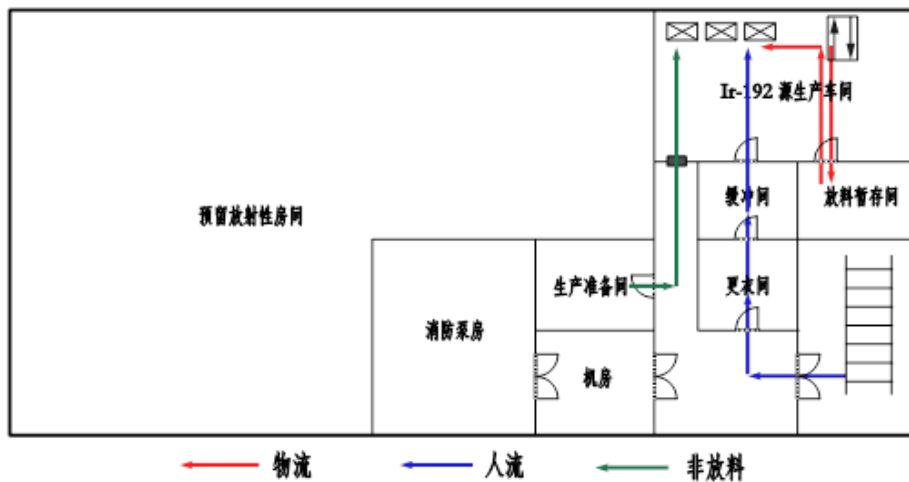 Ir-192 源生产车间
预留放射性房间
缓冲间
放料暂存间
生产准备间
更衣间
消防泵房
机房
物流
人流
非放料